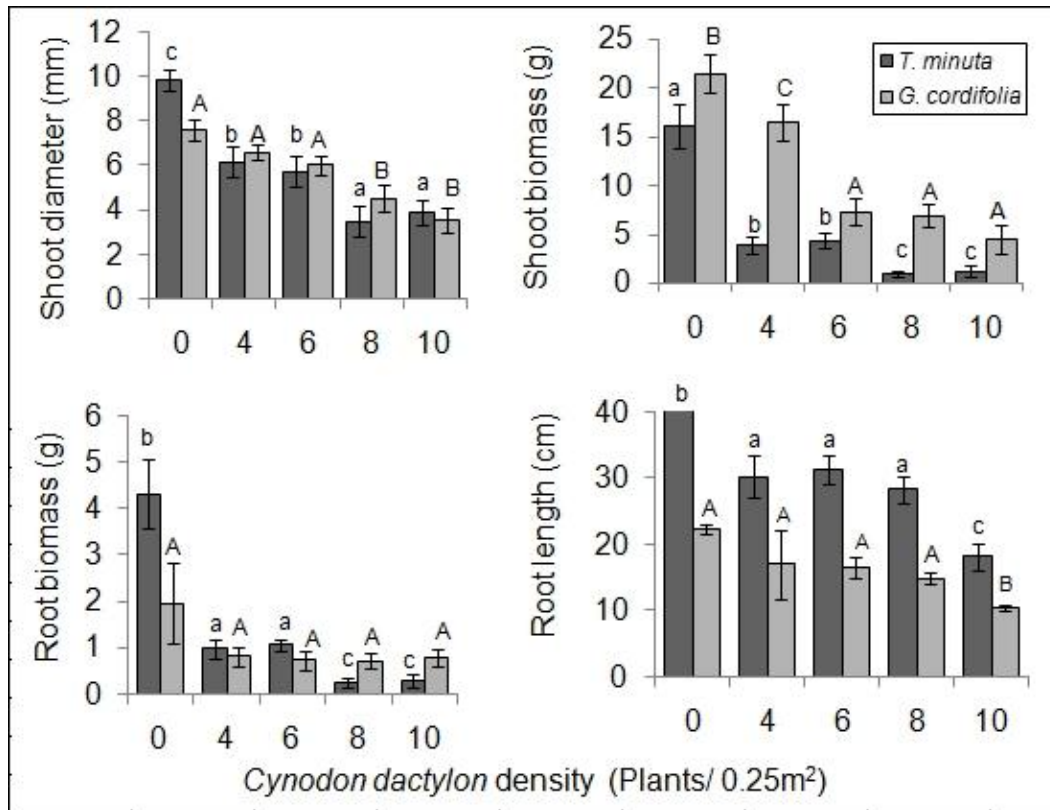 Shoot diameter (mm)
12
10
8
6
4
2
0
c
A
b
A
b
A
a
B
a
B
0 4 6 8 10
Shoot biomass (g)
25
20
15
10
5
0
a
B
b
C
b
A
c
A
c
A
T. minuta
G. cordifolia
0 4 6 8 10
Root biomass (g)
6
5
4
3
2
1
0
b
A
a
A
a
A
c
A
c
A
0 4 6 8 10
Root length (cm)
40
30
20
10
0
b
A
a
A
a
A
a
A
c
B
0 4 6 8 10
Cynodon dactylon density (Plants/ 0.25m²)